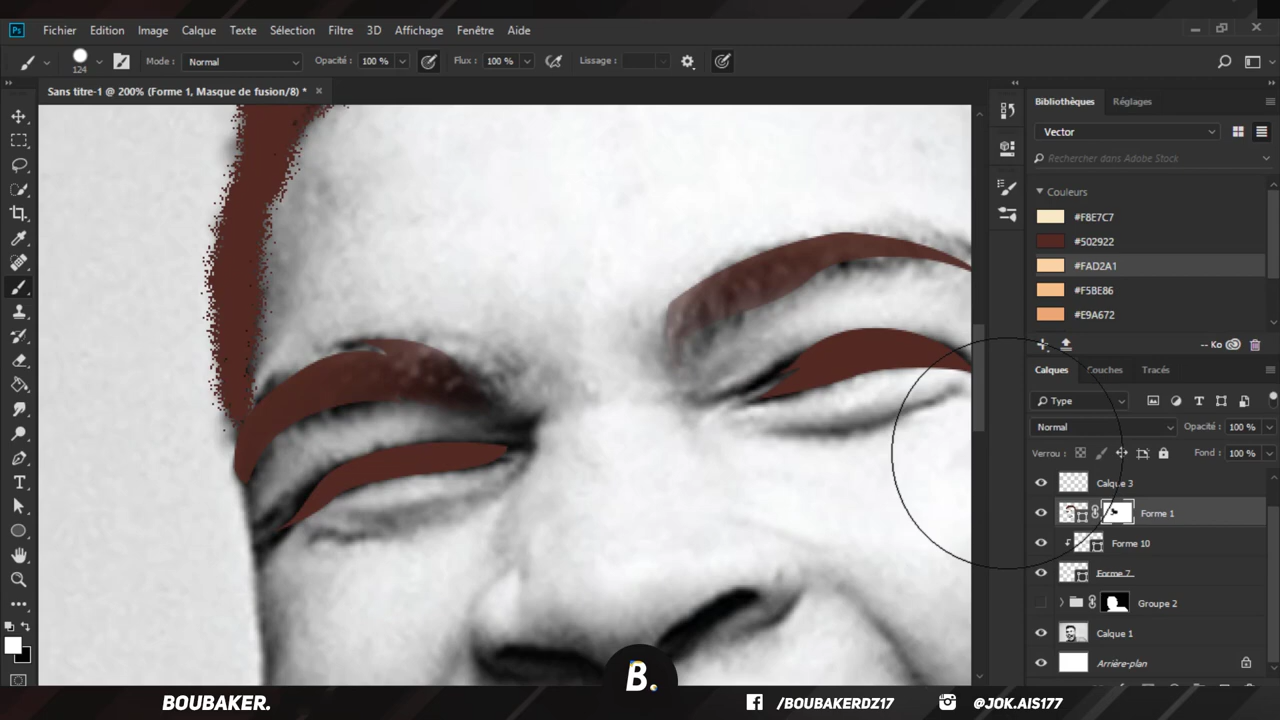 Ps Fichier Edition Image Calque Texte Sélection Filtre 3D Affichage Fenêtre Aide
124 Mode : Normal Opacité : 100 % Flux : 100 % Lissage :
Sans titre-1 @ 200% (Forme 1, Masque de fusion/8) * ×
Bibliothèques Réglages
Vector
Rechercher dans Adobe Stock
Couleurs
#F8E7C7
#502922
#FAD2A1
#F5BE86
#E9A672
-- Ko
Calques Couches Tracés
Type
Normal Opacité : 100 %
Verrou : Fond : 100 %
Calque 3
Forme 1
Forme 10
Forme 7
Groupe 2
Calque 1
Arrière-plan
BOUBAKER. B. /BOUBAKERDZ17 @JOK.AIS177